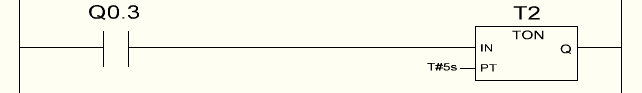 Q0.3
T2
TON
IN Q
T#5s PT